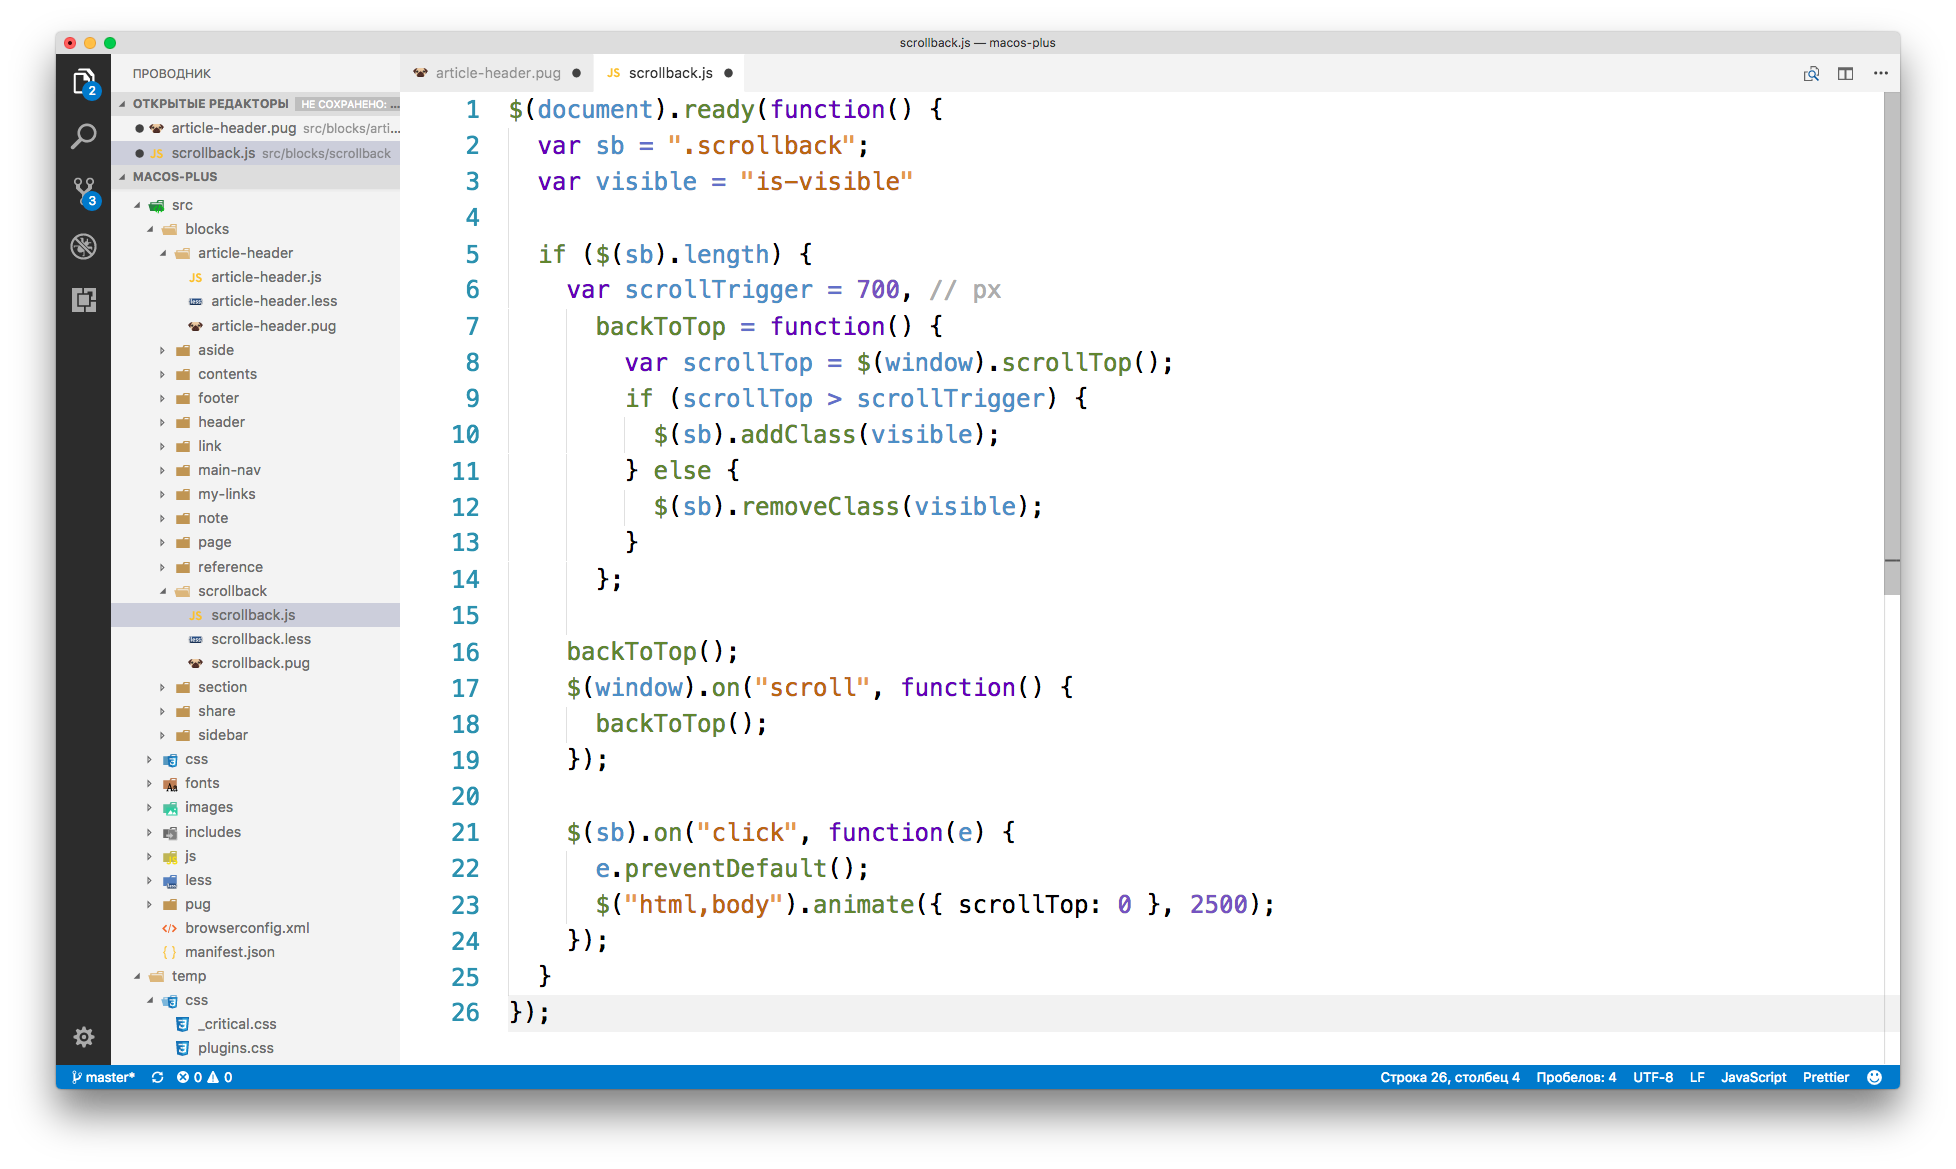 scrollback.js — macos-plus
2
3
ПРОВОДНИК
ОТКРЫТЫЕ РЕДАКТОРЫ НЕ СОХРАНЕНО: ...
article-header.pug src/blocks/arti...
JS scrollback.js src/blocks/scrollback
MACOS-PLUS
src
blocks
article-header
JS article-header.js
less article-header.less
article-header.pug
aside
contents
footer
header
link
main-nav
my-links
note
page
reference
scrollback
JS scrollback.js
less scrollback.less
scrollback.pug
section
share
sidebar
css
fonts
images
includes
js
less
pug
browserconfig.xml
manifest.json
temp
css
_critical.css
plugins.css
article-header.pug
JS scrollback.js
1 $(document).ready(function() {
2 var sb = ".scrollback";
3 var visible = "is-visible"
4
5 if ($(sb).length) {
6 var scrollTrigger = 700, // px
7 backToTop = function() {
8 var scrollTop = $(window).scrollTop();
9 if (scrollTop > scrollTrigger) {
10 $(sb).addClass(visible);
11 } else {
12 $(sb).removeClass(visible);
13 }
14 };
15
16 backToTop();
17 $(window).on("scroll", function() {
18 backToTop();
19 });
20
21 $(sb).on("click", function(e) {
22 e.preventDefault();
23 $("html,body").animate({ scrollTop: 0 }, 2500);
24 });
25 }
26 });
master* 0 0 Строка 26, столбец 4 Пробелов: 4 UTF-8 LF JavaScript Prettier